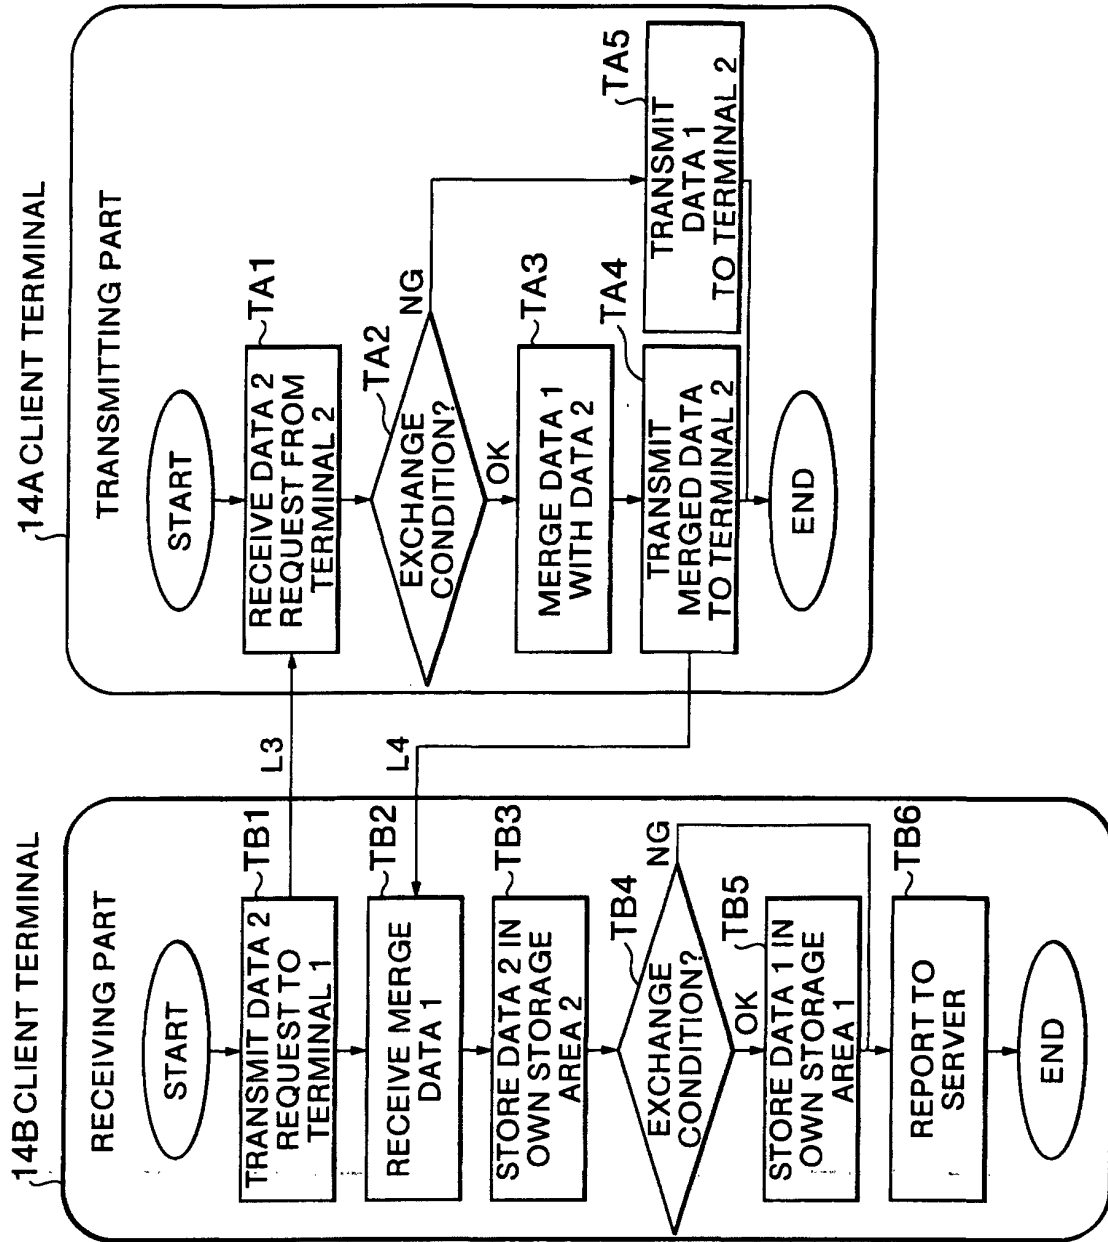 14B CLIENT TERMINAL
RECEIVING PART
START
TRANSMIT DATA 2
REQUEST TO
TERMINAL 1
TB1
L3
RECEIVE MERGE
DATA 1
TB2
L4
STORE DATA 2 IN
OWN STORAGE
AREA 2
TB3
EXCHANGE
CONDITION?
TB4
NG
OK
STORE DATA 1 IN
OWN STORAGE
AREA 1
TB5
REPORT TO
SERVER
TB6
END
14A CLIENT TERMINAL
TRANSMITTING PART
START
RECEIVE DATA 2
REQUEST FROM
TERMINAL 2
TA1
EXCHANGE
CONDITION?
TA2
NG
OK
MERGE DATA 1
WITH DATA 2
TA3
TRANSMIT
MERGED DATA
TO TERMINAL 2
TA4
TRANSMIT
DATA 1
TO TERMINAL 2
TA5
END